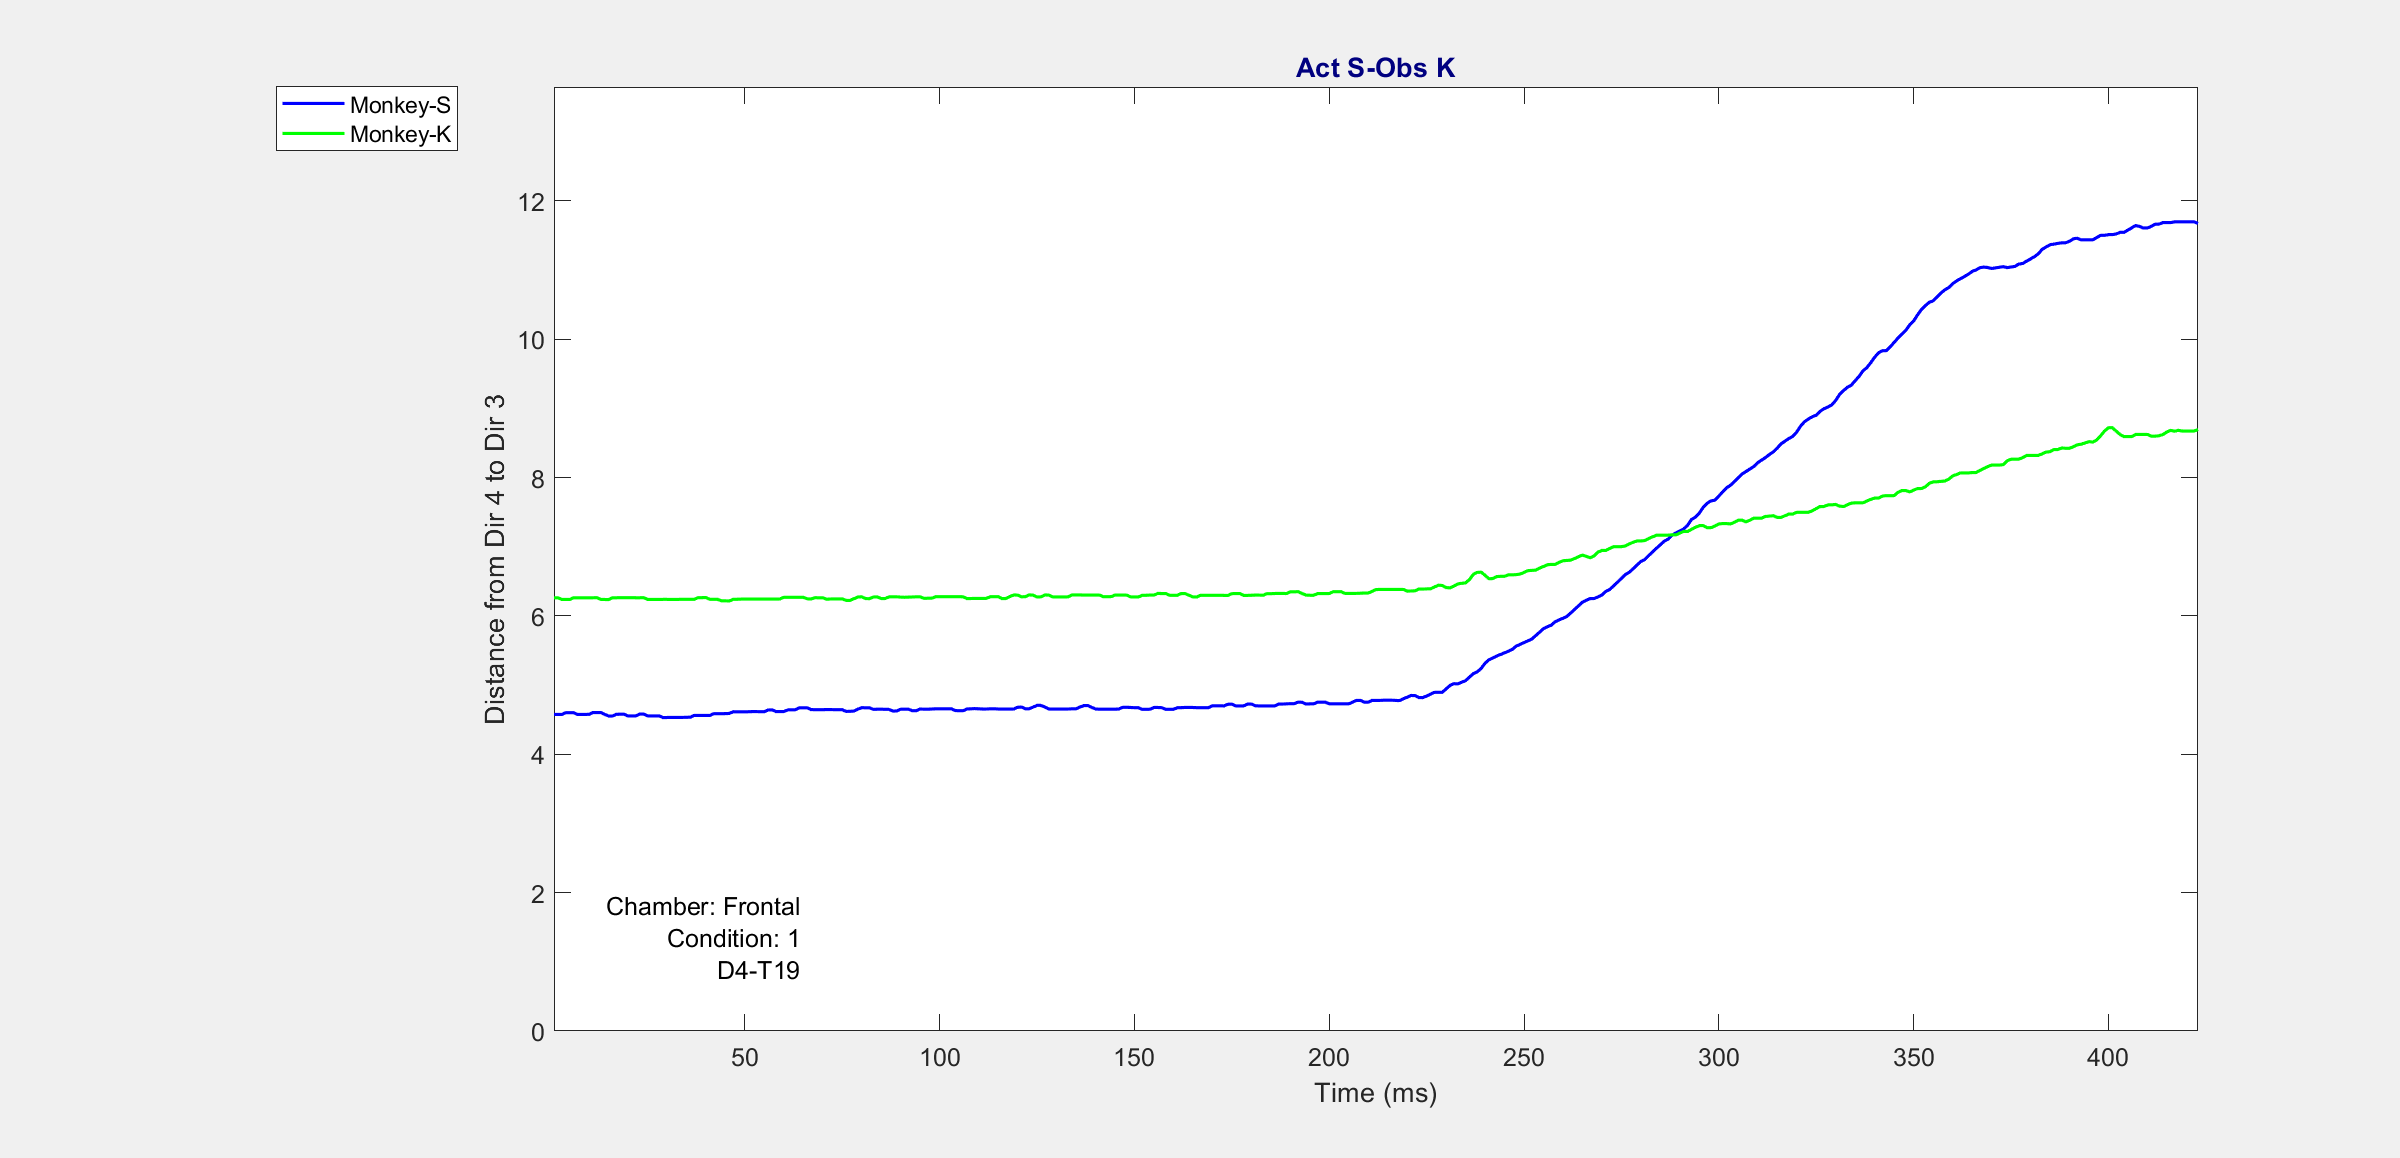 Act S-Obs K
Monkey-S
Monkey-K
Distance from Dir 4 to Dir 3
12
10
8
6
4
2
0
Chamber: Frontal
Condition: 1
D4-T19
50 100 150 200 250 300 350 400
Time (ms)